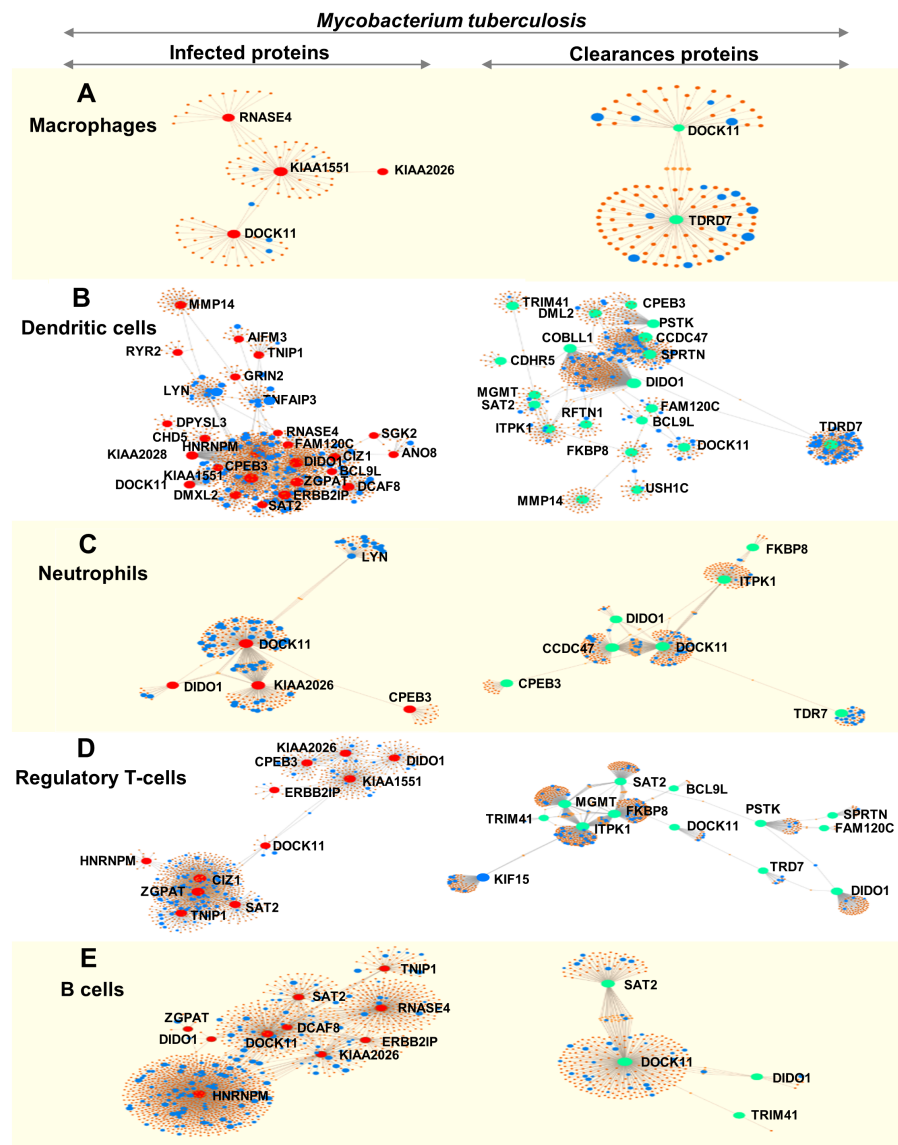 Mycobacterium tuberculosis
Infected proteins
Clearances proteins
A
Macrophages
RNASE4
KIAA1551
KIAA2026
DOCK11
DOCK11
TDRD7
B
Dendritic cells
MMP14
AIFM3
TNIP1
RYR2
GRIN2
LYN
TNFAIP3
DPYSL3
RNASE4
SGK2
CHD5
HNRNPM
FAM120C
KIAA2028
DIDO1
CIZ1
ANO8
CPEB3
KIAA1551
BCL9L
ZGPAT
DOCK11
DCAF8
DMXL2
ERBB2IP
SAT2
TRIM41
CPEB3
DML2
PSTK
COBLL1
CCDC47
SPRTN
CDHR5
DIDO1
MGMT
SAT2
FAM120C
RFTN1
BCL9L
ITPK1
TDRD7
FKBP8
DOCK11
USH1C
MMP14
C
Neutrophils
LYN
DOCK11
DIDO1
KIAA2026
CPEB3
FKBP8
ITPK1
DIDO1
CCDC47
DOCK11
CPEB3
TDR7
D
Regulatory T-cells
KIAA2026
CPEB3
DIDO1
KIAA1551
ERBB2IP
DOCK11
HNRNPM
CIZ1
ZGPAT
SAT2
TNIP1
SAT2
BCL9L
MGMT
FKBP8
PSTK
SPRTN
TRIM41
ITPK1
DOCK11
FAM120C
TRD7
KIF15
DIDO1
E
B cells
TNIP1
SAT2
RNASE4
ZGPAT
DCAF8
DIDO1
DOCK11
ERBB2IP
KIAA2026
HNRNPM
SAT2
DOCK11
DIDO1
TRIM41